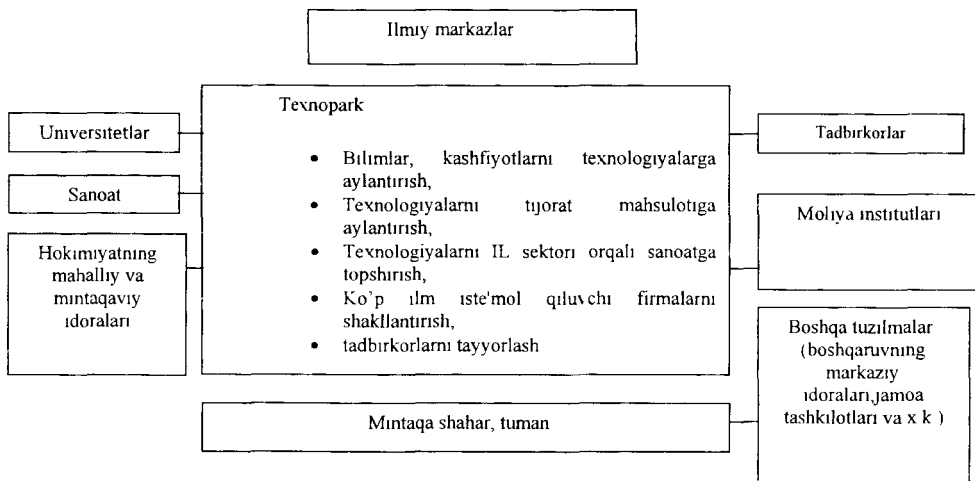 Ilmiy markazlar
Universitetlar
Sanoat
Hokimiyatning
mahalliy va
mintaqaviy
idoralari
Texnopark
• Bilimlar, kashfiyotlarni texnologiyalarga
aylantirish,
• Texnologiyalarni tijorat mahsulotiga
aylantirish,
• Texnologiyalarni IL sektori orqali sanoatga
topshirish,
• Ko'p ilm iste'mol qiluvchi firmalarni
shakllantirish,
• tadbirkorlarni tayyorlash
Tadbirkorlar
Moliya institutlari
Boshqa tuzilmalar
(boshqaruvning
markaziy
idoralari,jamoa
tashkilotlari va x k )
Mintaqa shahar, tuman